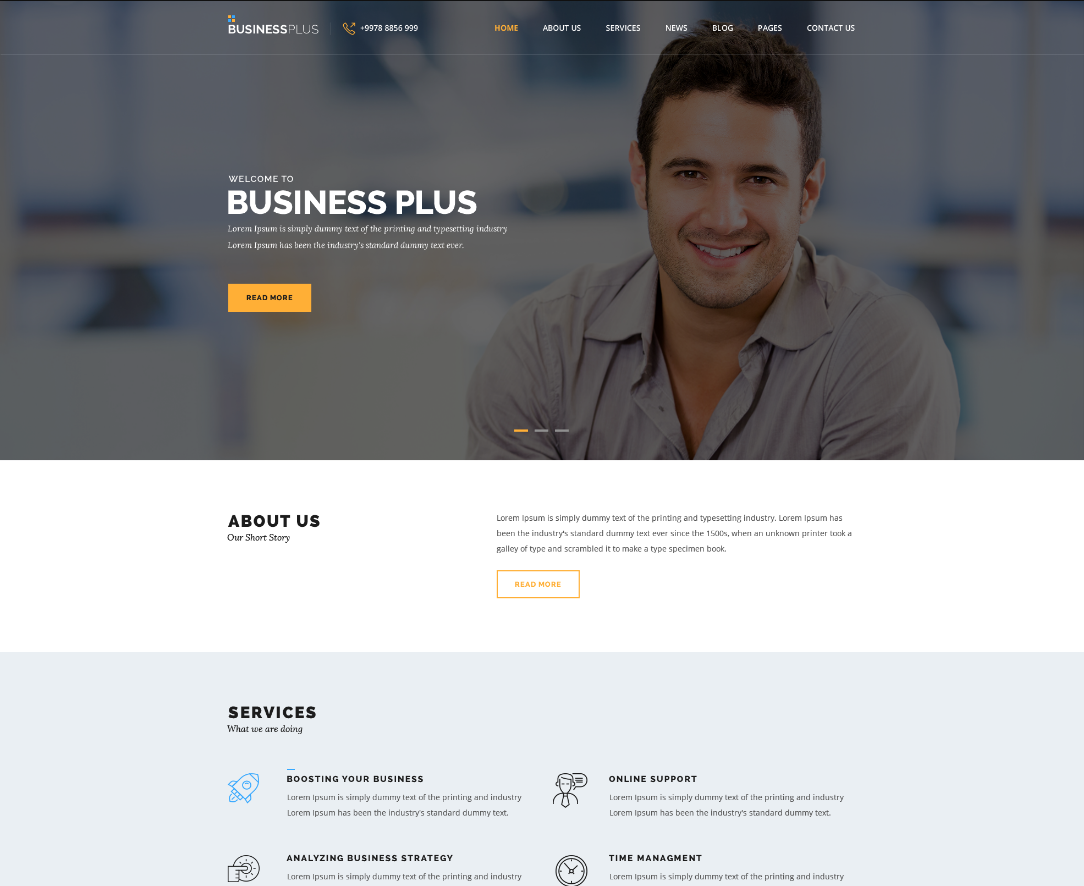 BUSINESSPLUS
+9978 8856 999
HOME ABOUT US SERVICES NEWS BLOG PAGES CONTACT US
WELCOME TO
BUSINESS PLUS
Lorem Ipsum is simply dummy text of the printing and typesetting industry
Lorem Ipsum has been the industry's standard dummy text ever.
READ MORE
ABOUT US
Our Short Story
Lorem Ipsum is simply dummy text of the printing and typesetting industry. Lorem Ipsum has
been the industry's standard dummy text ever since the 1500s, when an unknown printer took a
galley of type and scrambled it to make a type specimen book.
READ MORE
SERVICES
What we are doing
BOOSTING YOUR BUSINESS
Lorem Ipsum is simply dummy text of the printing and industry
Lorem Ipsum has been the industry's standard dummy text.
ONLINE SUPPORT
Lorem Ipsum is simply dummy text of the printing and industry
Lorem Ipsum has been the industry's standard dummy text.
ANALYZING BUSINESS STRATEGY
Lorem Ipsum is simply dummy text of the printing and industry
TIME MANAGMENT
Lorem Ipsum is simply dummy text of the printing and industry